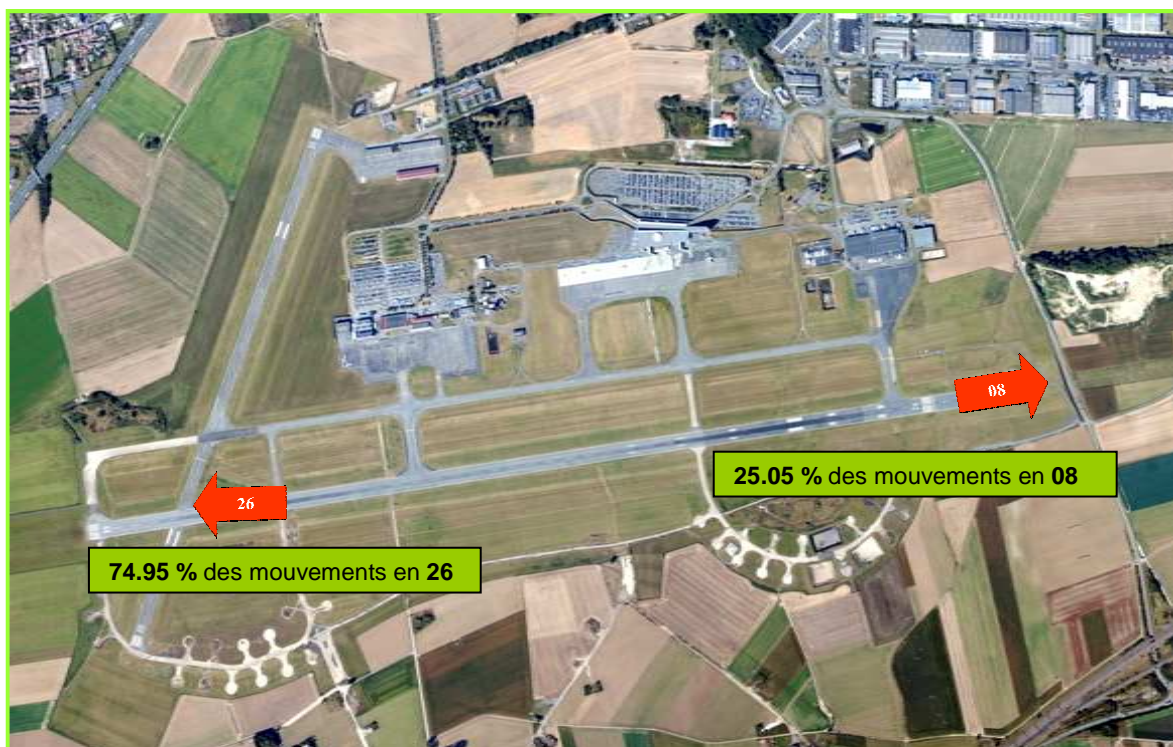 08
25.05 % des mouvements en 08
26
74.95 % des mouvements en 26